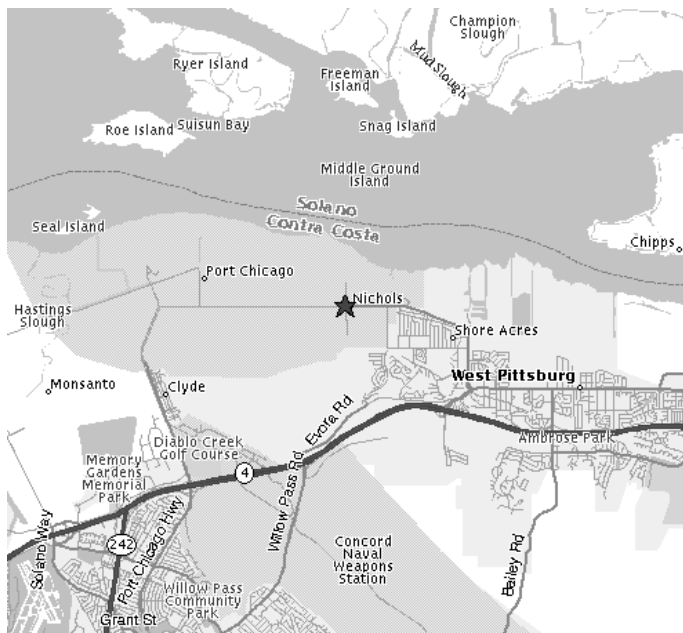 Champion
Slough
Ryer Island
Freeman
Island
Mud Slough
Roe Island
Suisun Bay
Snag Island
Middle Ground
Island
Solano
Contra Costa
Seal Island
Chipps
Port Chicago
Nichols
Hastings
Slough
Shore Acres
West Pittsburg
Monsanto
Clyde
Evora Rd
Diablo Creek
Golf Course
Ambrose Park
Memory
Gardens
Memorial
Park
4
Willow Pass Rd
Port Chicago Hwy
Solano Way
242
Concord
Naval
Weapons
Station
Bailey Rd
Willow Pass
Community
Park
Grant St